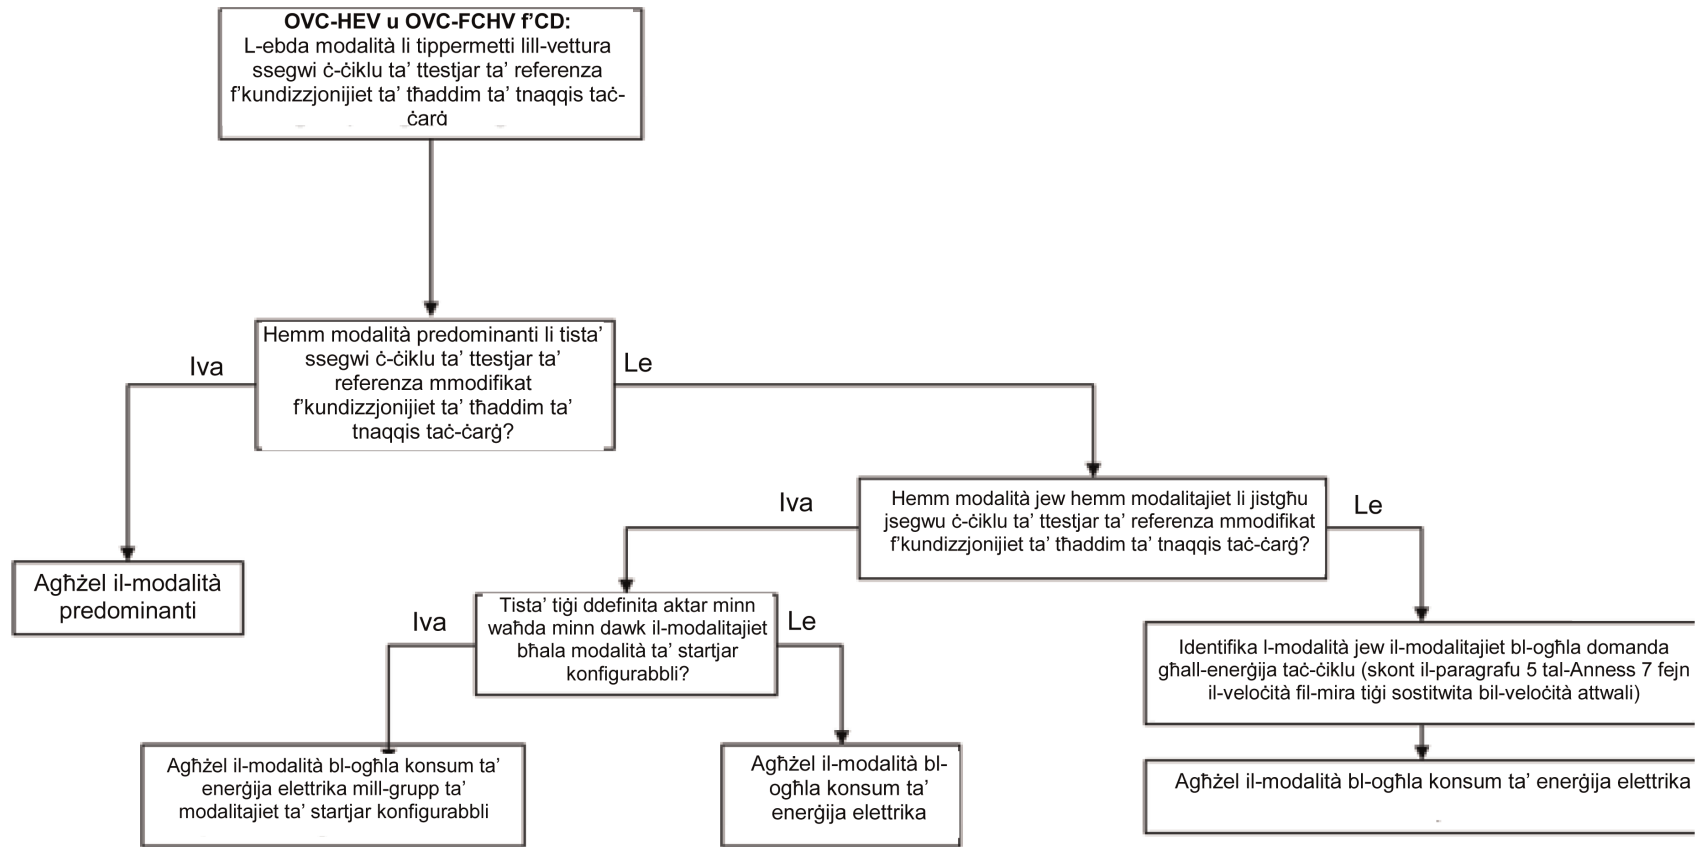 OVC-HEV u OVC-FCHV f’CD:
L-ebda modalità li tippermetti lill-vettura
ssegwi ċ-ċiklu ta’ ttestjar ta’ referenza
f’kundizzjonijiet ta’ tħaddim ta’ tnaqqis taċ-
ċarġ
Hemm modalità predominanti li tista’
ssegwi ċ-ċiklu ta’ ttestjar ta’
referenza mmodifikat
f’kundizzjonijiet ta’ tħaddim ta’
tnaqqis taċ-ċarġ?
Iva
Le
Agħżel il-modalità
predominanti
Hemm modalità jew hemm modalitajiet li jistgħu
jsegwu ċ-ċiklu ta’ ttestjar ta’ referenza mmodifikat
f’kundizzjonijiet ta’ tħaddim ta’ tnaqqis taċ-ċarġ?
Iva
Le
Tista’ tiġi ddefinita aktar minn
waħda minn dawk il-modalitajiet
bħala modalità ta’ startjar
konfigurabbli?
Iva
Le
Identifika l-modalità jew il-modalitajiet bl-ogħla domanda
għall-enerġija taċ-ċiklu (skont il-paragrafu 5 tal-Anness 7 fejn
il-veloċità fil-mira tiġi sostitwita bil-veloċità attwali)
Agħżel il-modalità bl-ogħla konsum ta’
enerġija elettrika mill-grupp ta’
modalitajiet ta’ startjar konfigurabbli
Agħżel il-modalità bl-
ogħla konsum ta’
enerġija elettrika
Agħżel il-modalità bl-ogħla konsum ta’ enerġija elettrika